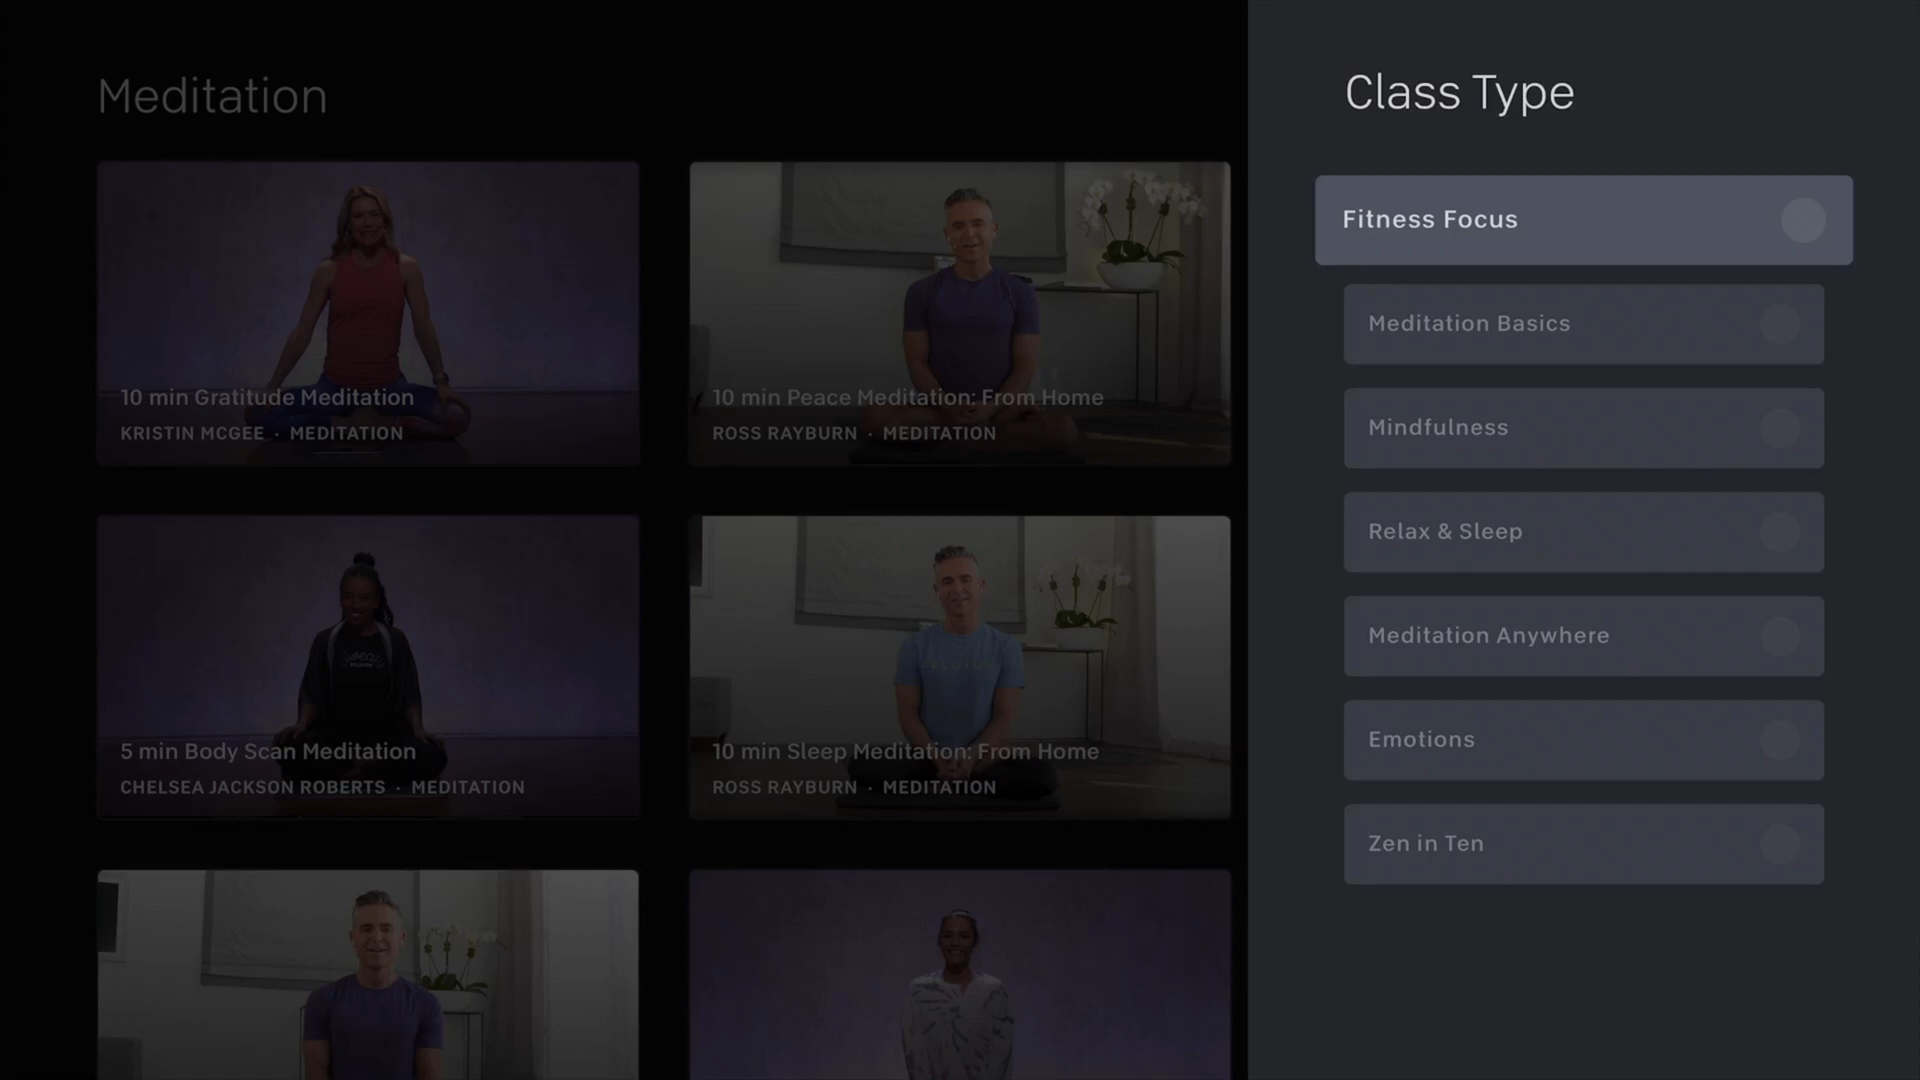 Meditation
10 min Gratitude Meditation
KRISTIN MCGEE · MEDITATION
10 min Peace Meditation: From Home
ROSS RAYBURN · MEDITATION
5 min Body Scan Meditation
CHELSEA JACKSON ROBERTS · MEDITATION
10 min Sleep Meditation: From Home
ROSS RAYBURN · MEDITATION
Class Type
Fitness Focus
Meditation Basics
Mindfulness
Relax & Sleep
Meditation Anywhere
Emotions
Zen in Ten